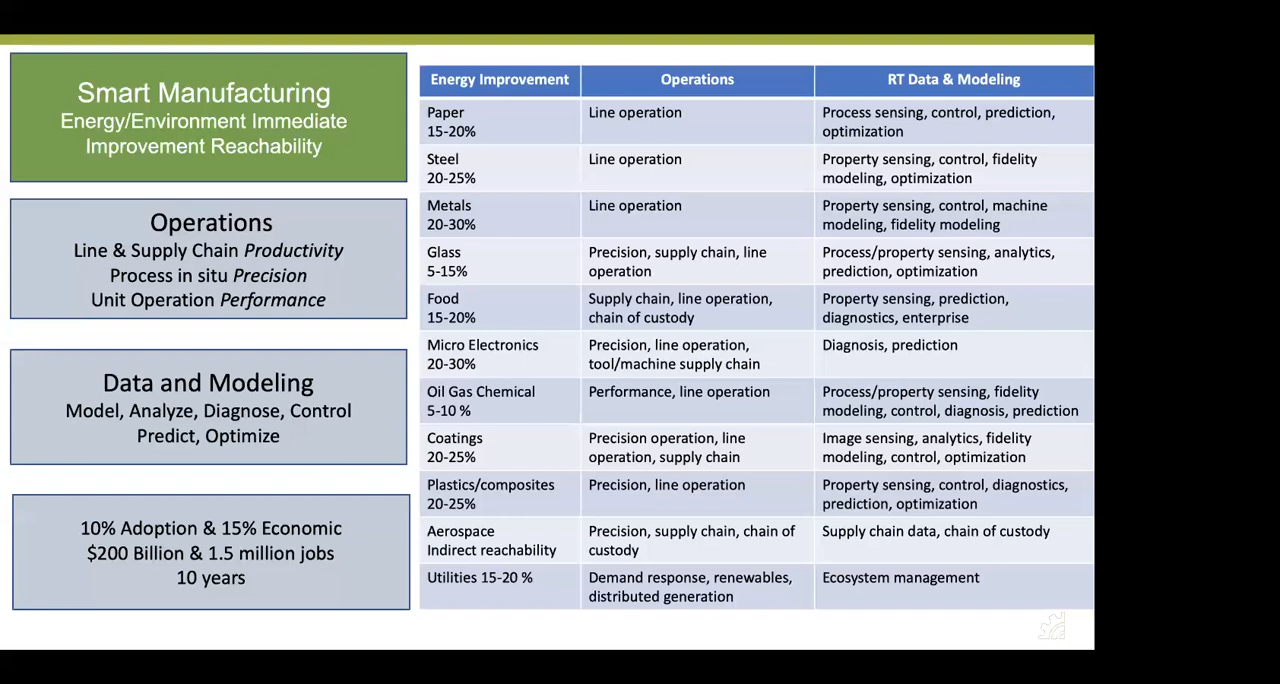 Smart Manufacturing
Energy/Environment Immediate
Improvement Reachability
Operations
Line & Supply Chain Productivity
Process in situ Precision
Unit Operation Performance
Data and Modeling
Model, Analyze, Diagnose, Control
Predict, Optimize
10% Adoption & 15% Economic
$200 Billion & 1.5 million jobs
10 years
Energy Improvement
Operations
RT Data & Modeling
Paper
15-20%
Line operation
Process sensing, control, prediction,
optimization
Steel
20-25%
Line operation
Property sensing, control, fidelity
modeling, optimization
Metals
20-30%
Line operation
Property sensing, control, machine
modeling, fidelity modeling
Glass
5-15%
Precision, supply chain, line
operation
Process/property sensing, analytics,
prediction, optimization
Food
15-20%
Supply chain, line operation,
chain of custody
Property sensing, prediction,
diagnostics, enterprise
Micro Electronics
20-30%
Precision, line operation,
tool/machine supply chain
Diagnosis, prediction
Oil Gas Chemical
5-10 %
Performance, line operation
Process/property sensing, fidelity
modeling, control, diagnosis, prediction
Coatings
20-25%
Precision operation, line
operation, supply chain
Image sensing, analytics, fidelity
modeling, control, optimization
Plastics/composites
20-25%
Precision, line operation
Property sensing, control, diagnostics,
prediction, optimization
Aerospace
Indirect reachability
Precision, supply chain, chain of
custody
Supply chain data, chain of custody
Utilities 15-20 %
Demand response, renewables,
distributed generation
Ecosystem management